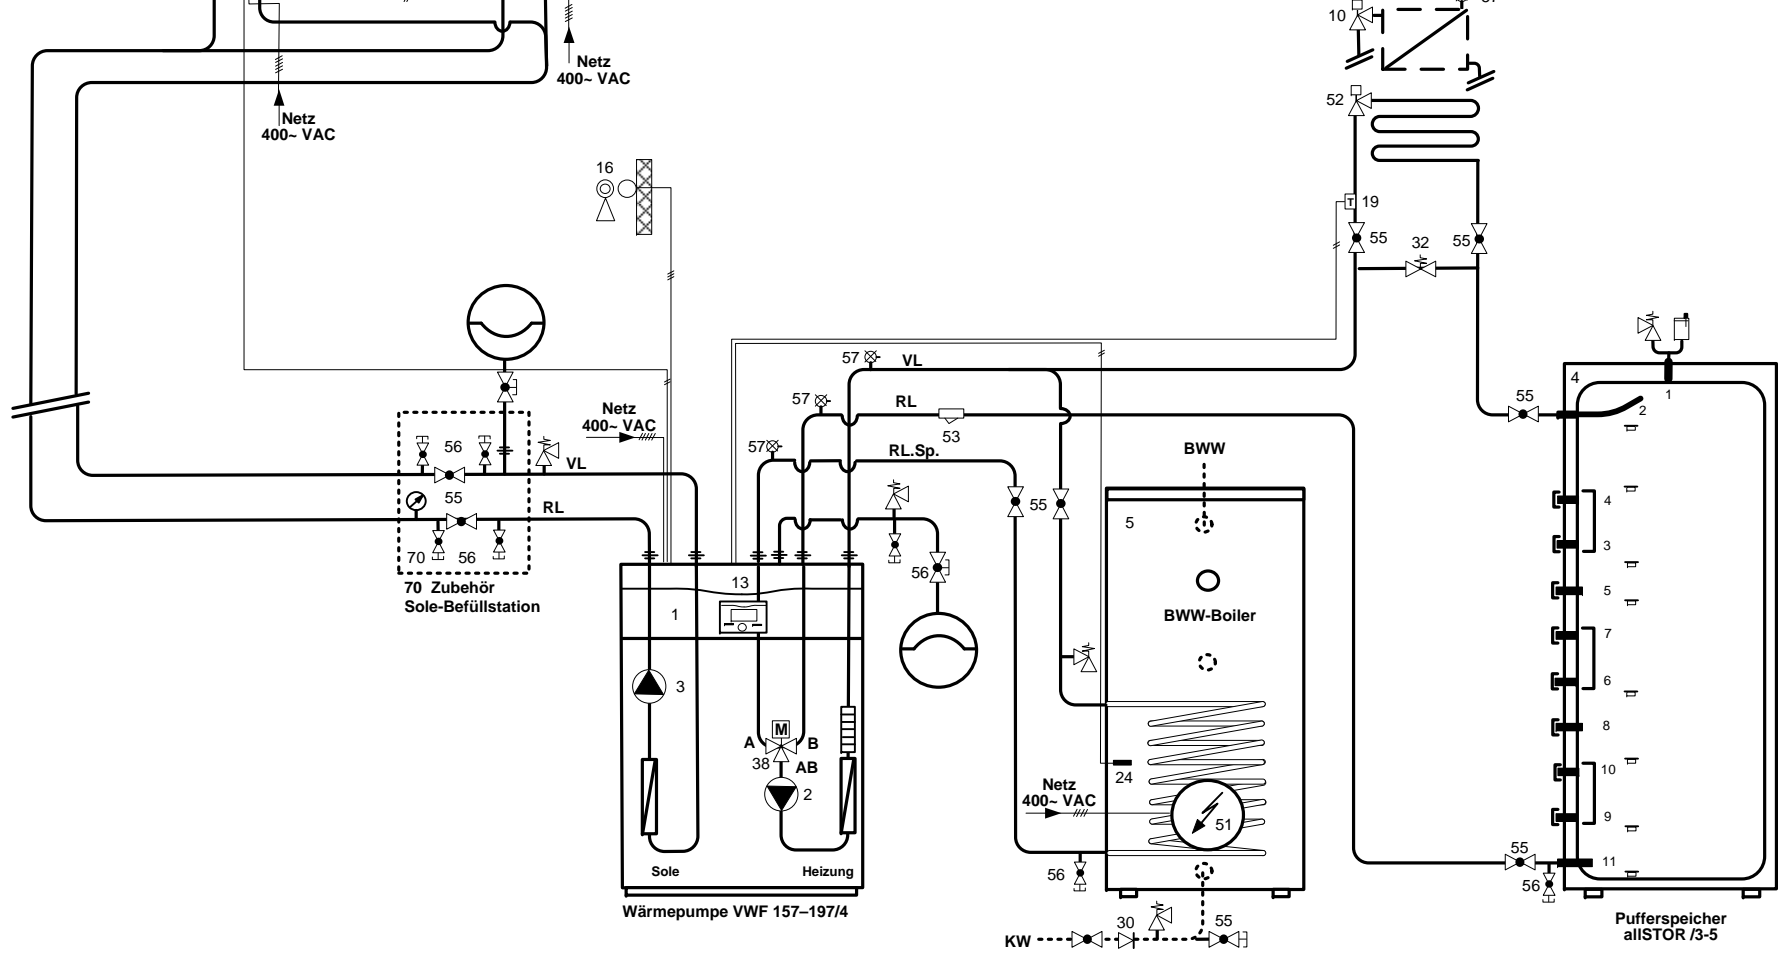 10
Netz
400~ VAC
Netz
400~ VAC
52
16
T
19
55
32
55
57
VL
4
1
57
RL
55
2
Netz
400~ VAC
53
57
RL.Sp.
BWW
56
VL
55
RL
55
5
4
3
70
56
56
70 Zubehör
Sole-Befüllstation
13
1
5
BWW-Boiler
7
6
3
M
A
B
38
AB
2
8
24
10
Netz
400~ VAC
51
9
Sole
Heizung
56
55
11
56
Wärmepumpe VWF 157–197/4
30
55
KW
Pufferspeicher
allSTOR /3-5